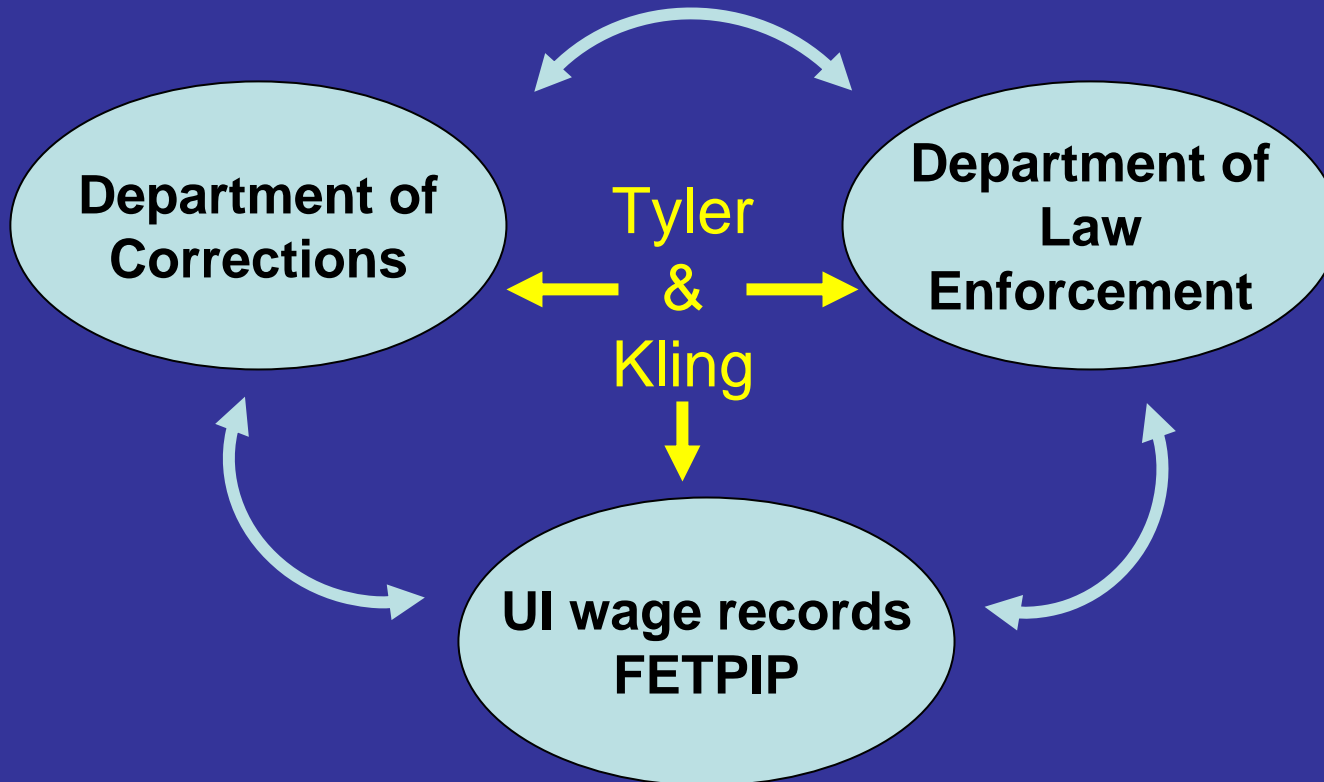 Department of
Corrections
Tyler
&
Kling
Department of
Law
Enforcement
UI wage records
FETPIP